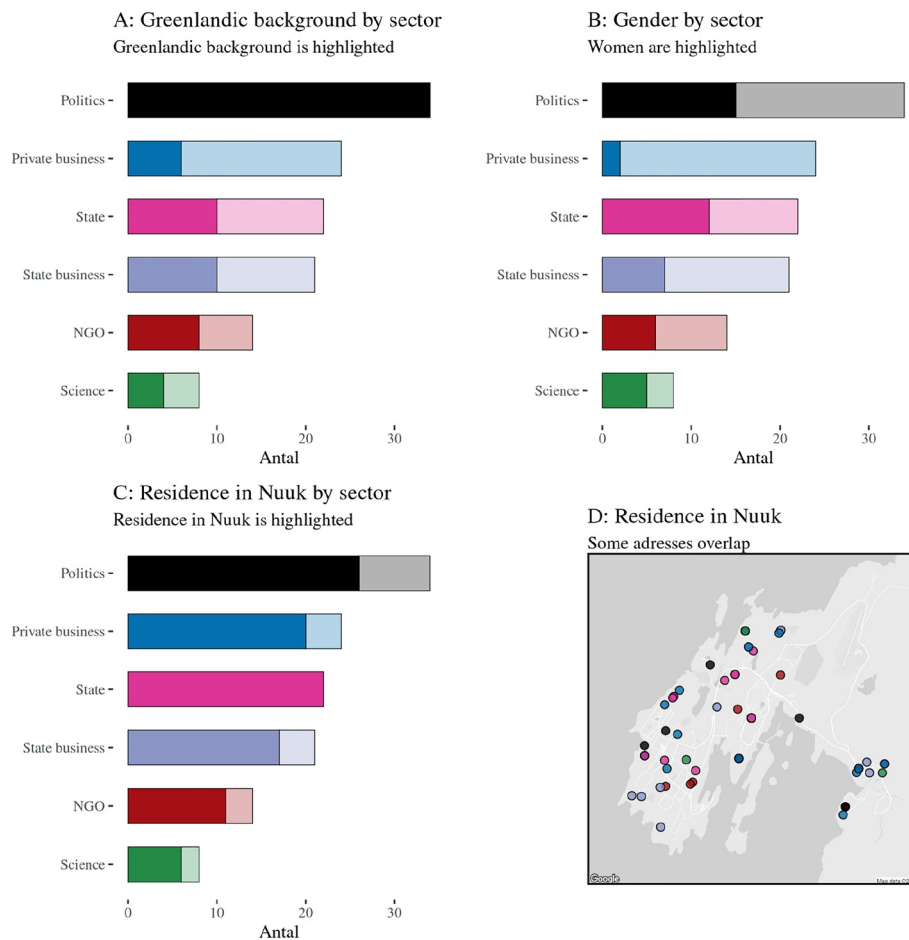 A: Greenlandic background by sector
Greenlandic background is highlighted
Politics
Private business
State
State business
NGO
Science
0 10 20 30
Antal
B: Gender by sector
Women are highlighted
Politics
Private business
State
State business
NGO
Science
0 10 20 30
Antal
C: Residence in Nuuk by sector
Residence in Nuuk is highlighted
Politics
Private business
State
State business
NGO
Science
0 10 20 30
Antal
D: Residence in Nuuk
Some adresses overlap
Google
Map data